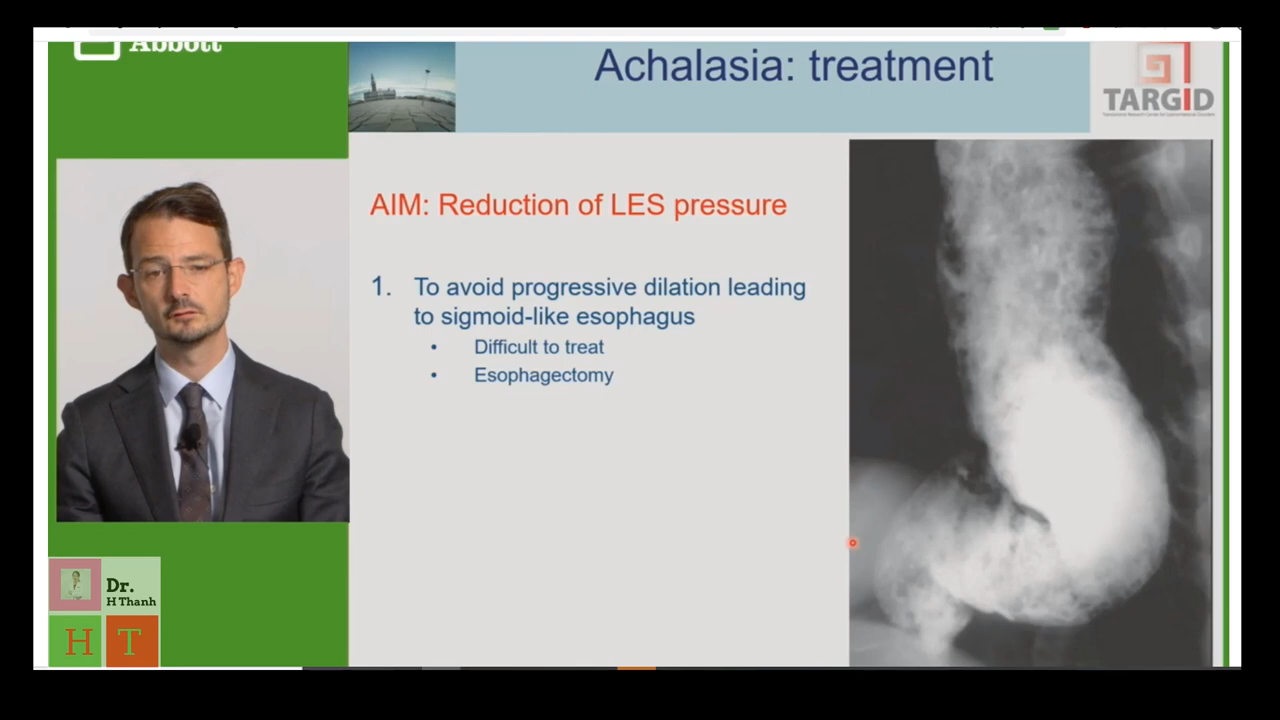 Abbott
Achalasia: treatment
TARGID
AIM: Reduction of LES pressure
1. To avoid progressive dilation leading
to sigmoid-like esophagus
• Difficult to treat
• Esophagectomy
Dr.
H Thanh
H T